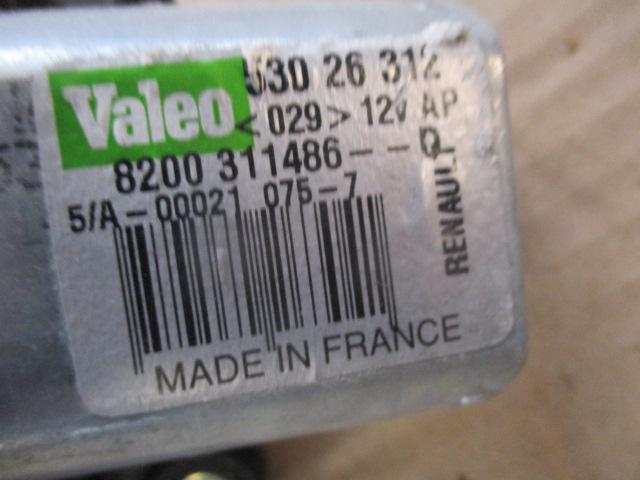 Valeo 530 26 312
<029> 12V AP
8200 311486--Q
5/A-00021 075-7
RENAULT
MADE IN FRANCE